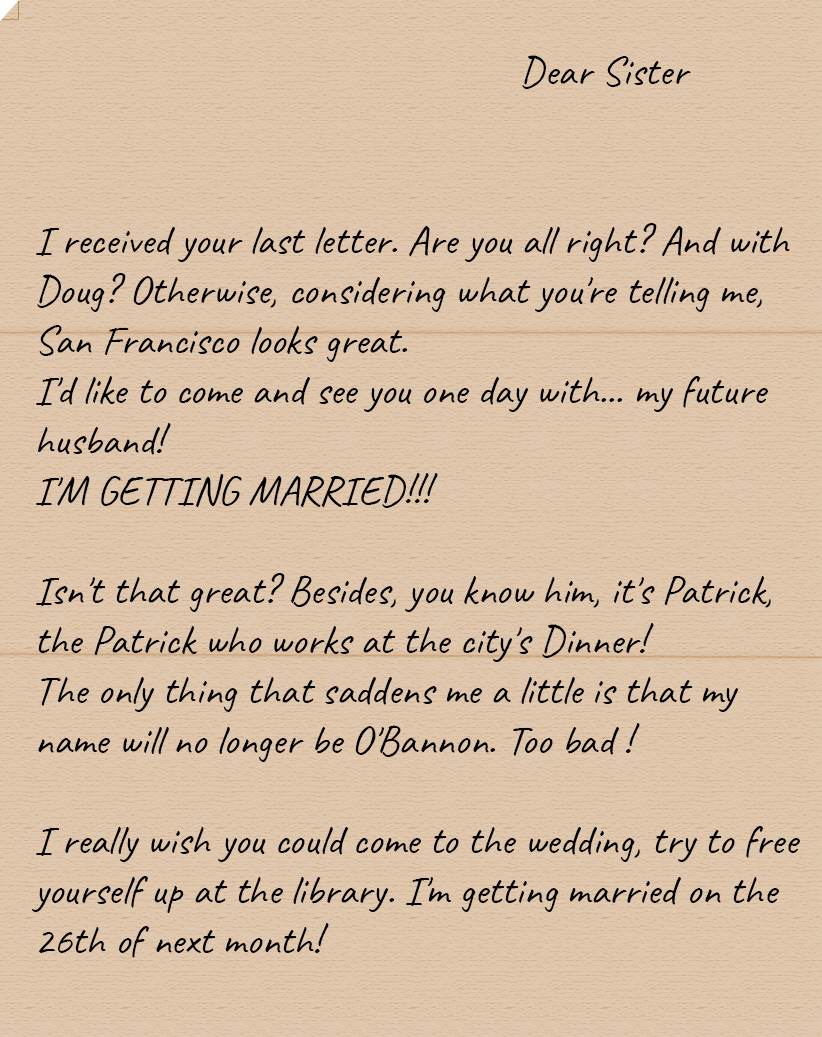 Dear Sister
I received your last letter. Are you all right? And with
Doug? Otherwise, considering what you're telling me,
San Francisco looks great.
I'd like to come and see you one day with... my future
husband!
I'M GETTING MARRIED!!!
Isn't that great? Besides, you know him, it's Patrick,
the Patrick who works at the city's Dinner!
The only thing that saddens me a little is that my
name will no longer be O'Bannon. Too bad !
I really wish you could come to the wedding, try to free
yourself up at the library. I'm getting married on the
26th of next month!